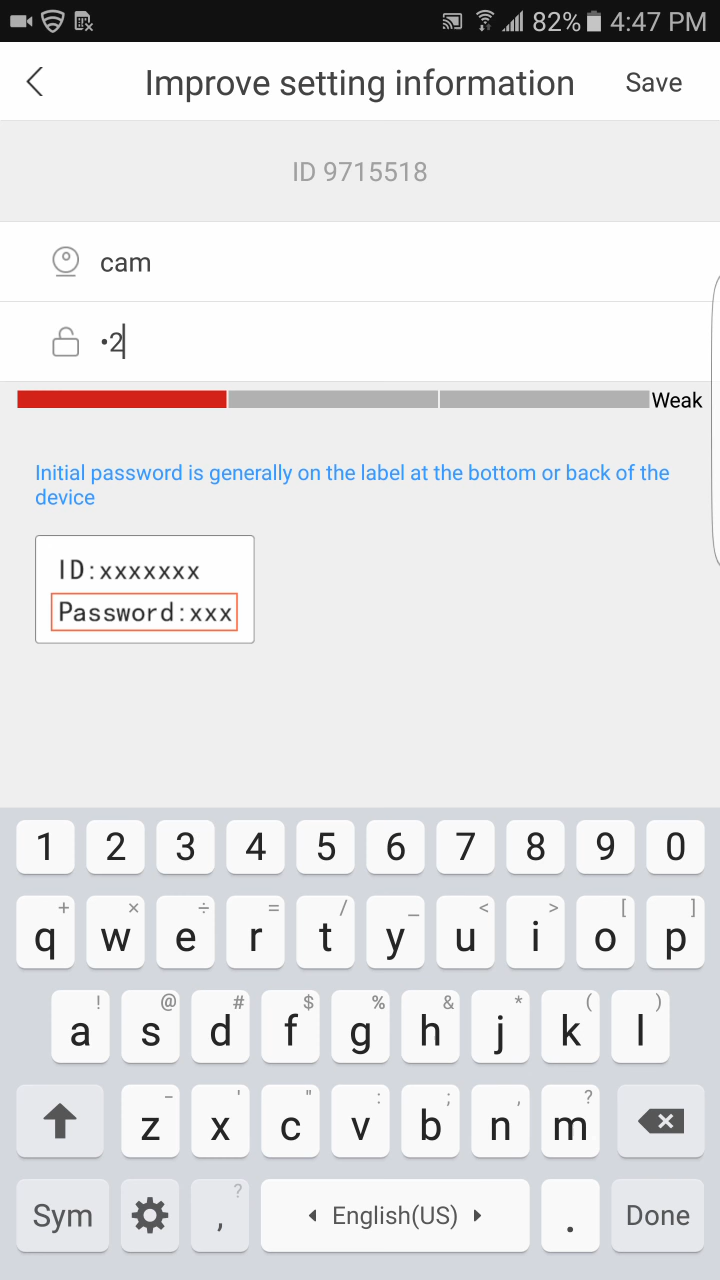 82% 4:47 PM
Improve setting information Save
ID 9715518
cam
•2
Weak
Initial password is generally on the label at the bottom or back of the
device
ID:xxxxxxx
Password:xxx
1 2 3 4 5 6 7 8 9 0
+ × ÷ = / _ < > [ ]
q w e r t y u i o p
! @ # $ % & * ( )
a s d f g h j k l
- ' " : ; , ?
z x c v b n m
?
Sym , English(US) . Done